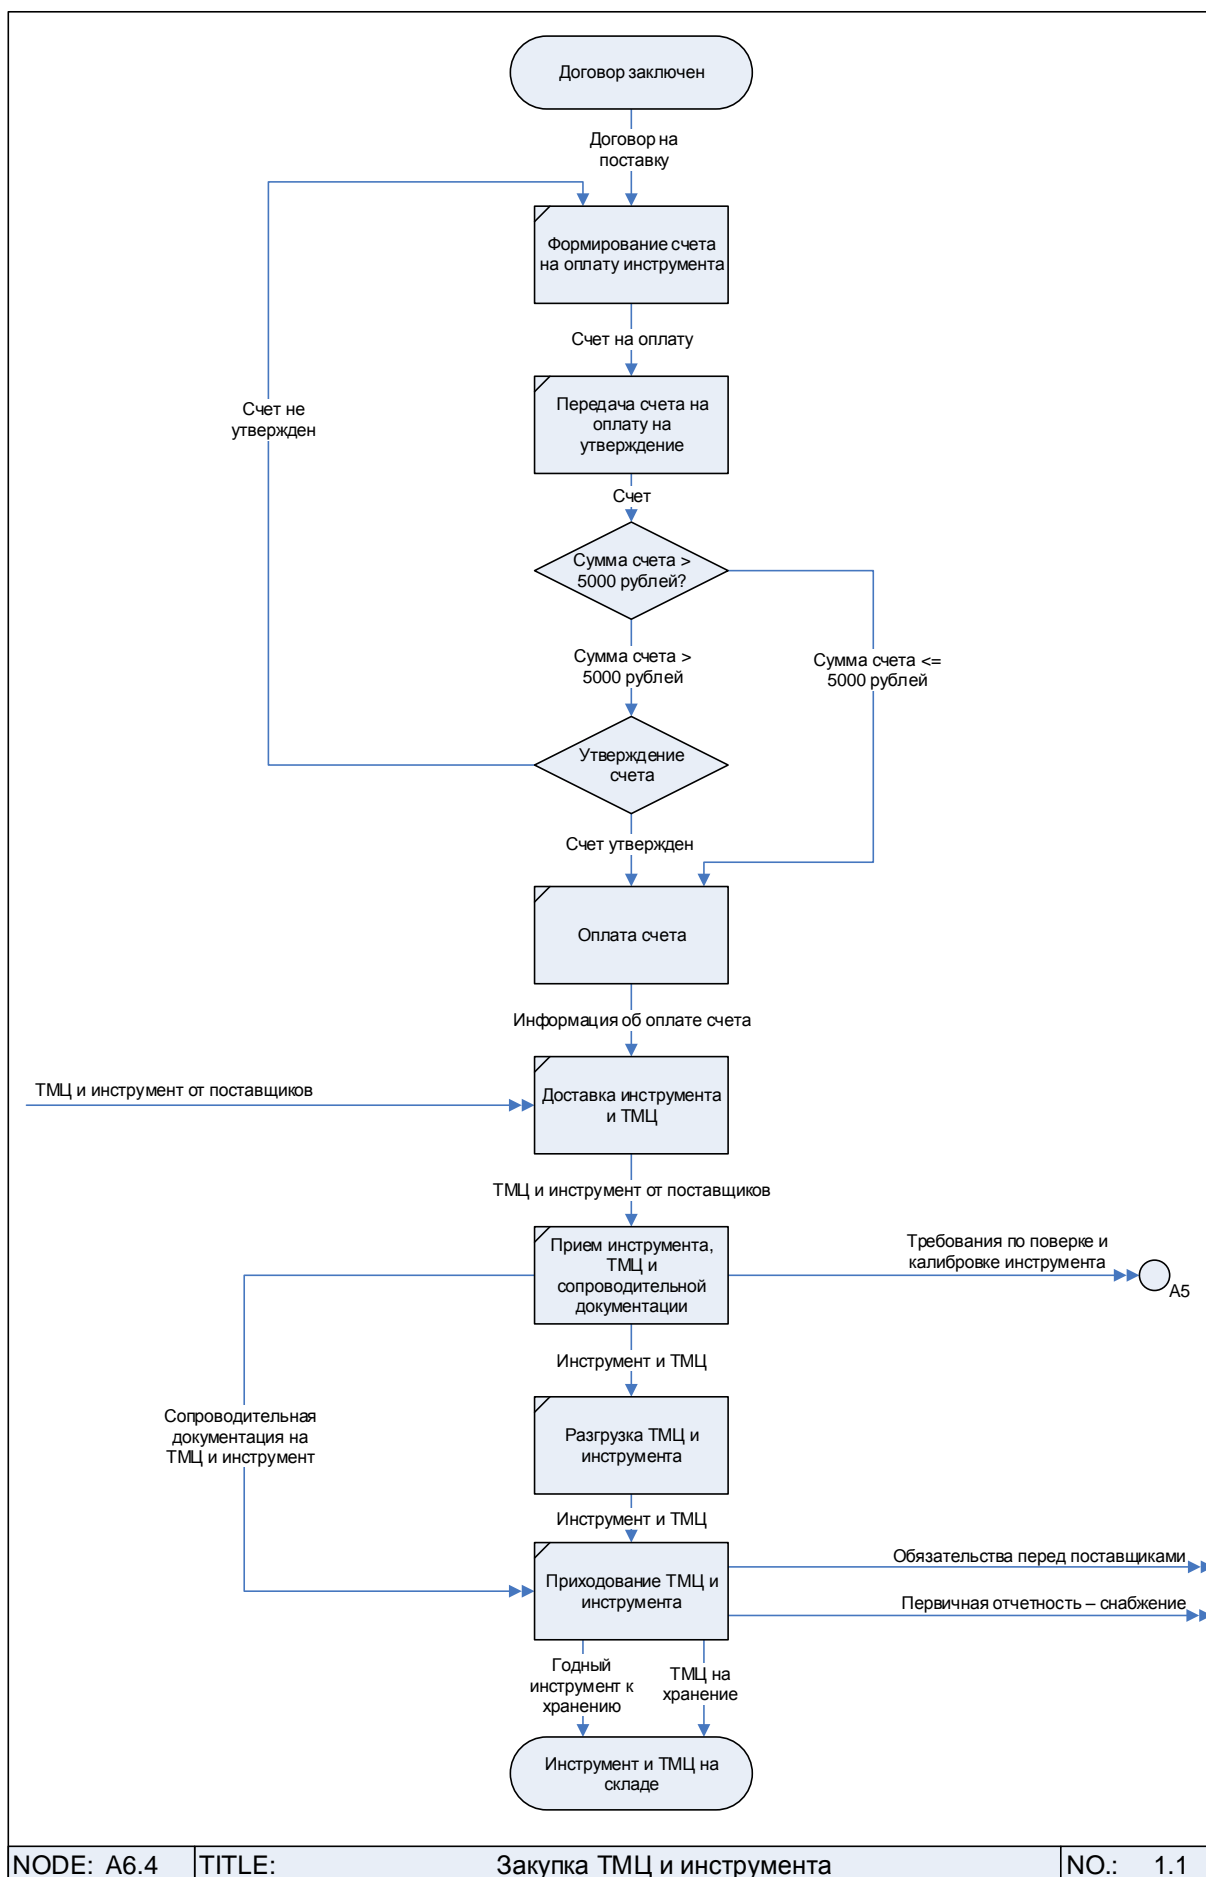 Договор заключен
Договор на
поставку
Формирование счета
на оплату инструмента
Счет на оплату
Счет не
утвержден
Передача счета на
оплату на
утверждение
Счет
Сумма счета >
5000 рублей?
Сумма счета >
5000 рублей
Сумма счета <=
5000 рублей
Утверждение
счета
Счет утвержден
Оплата счета
Информация об оплате счета
ТМЦ и инструмент от поставщиков
Доставка инструмента
и ТМЦ
ТМЦ и инструмент от поставщиков
Прием инструмента,
ТМЦ и
сопроводительной
документации
Требования по поверке и
калибровке инструмента
А5
Инструмент и ТМЦ
Сопроводительная
документация на
ТМЦ и инструмент
Разгрузка ТМЦ и
инструмента
Инструмент и ТМЦ
Приходование ТМЦ и
инструмента
Обязательства перед поставщиками
Первичная отчетность – снабжение
Годный
инструмент к
хранению
ТМЦ на
хранение
Инструмент и ТМЦ на
складе
NODE: A6.4 TITLE: Закупка ТМЦ и инструмента NO.: 1.1